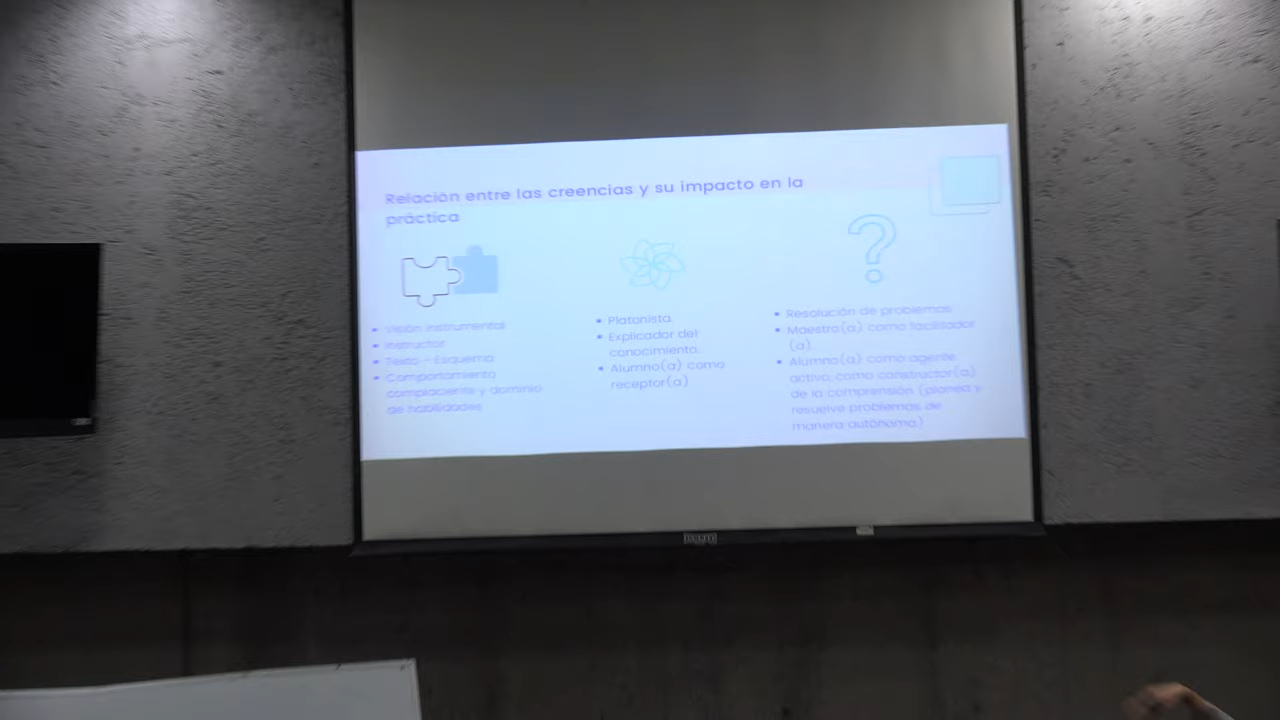 Relación entre las creencias y su impacto en la
práctica
Visión instrumental
Instructor
Texto - Esquema
Comportamiento
complaciente y dominio
de habilidades
Platonista.
Explicador del
conocimiento.
Alumno(a) como
receptor(a)
Resolución de problemas.
Maestro(a) como facilitador
(a).
Alumno(a) como agente
activo, como constructor(a)
de la comprensión (planea y
resuelve problemas de
manera autónoma.)